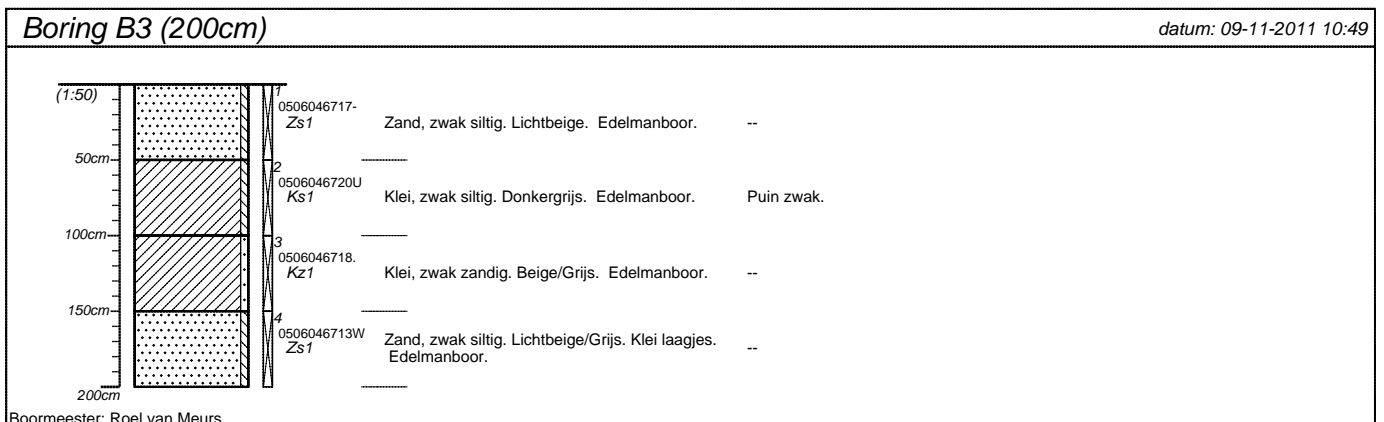 Boring B3 (200cm)
datum: 09-11-2011 10:49
(1:50)
1
0506046717-
Zs1
Zand, zwak siltig. Lichtbeige. Edelmanboor.
--
50cm
2
0506046720U
Ks1
Klei, zwak siltig. Donkergrijs. Edelmanboor.
Puin zwak.
100cm
3
0506046718.
Kz1
Klei, zwak zandig. Beige/Grijs. Edelmanboor.
--
150cm
4
0506046713W
Zs1
Zand, zwak siltig. Lichtbeige/Grijs. Klei laagjes.
Edelmanboor.
--
200cm
Boormeester: Roel van Meurs